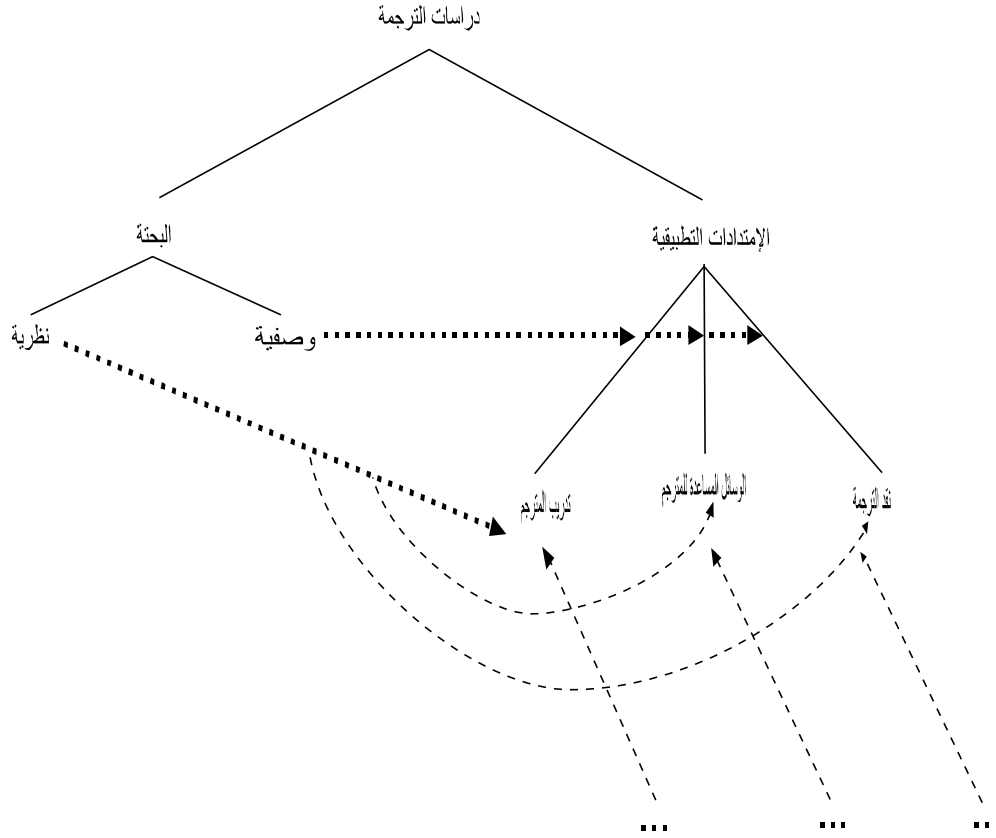 دراسات الترجمة
الإمتدادات التطبيقية
البحتة
وصفية
نظرية
نقد الترجمة
الوسائل المساعدة للمترجم
تدريب المترجم
...
...
...